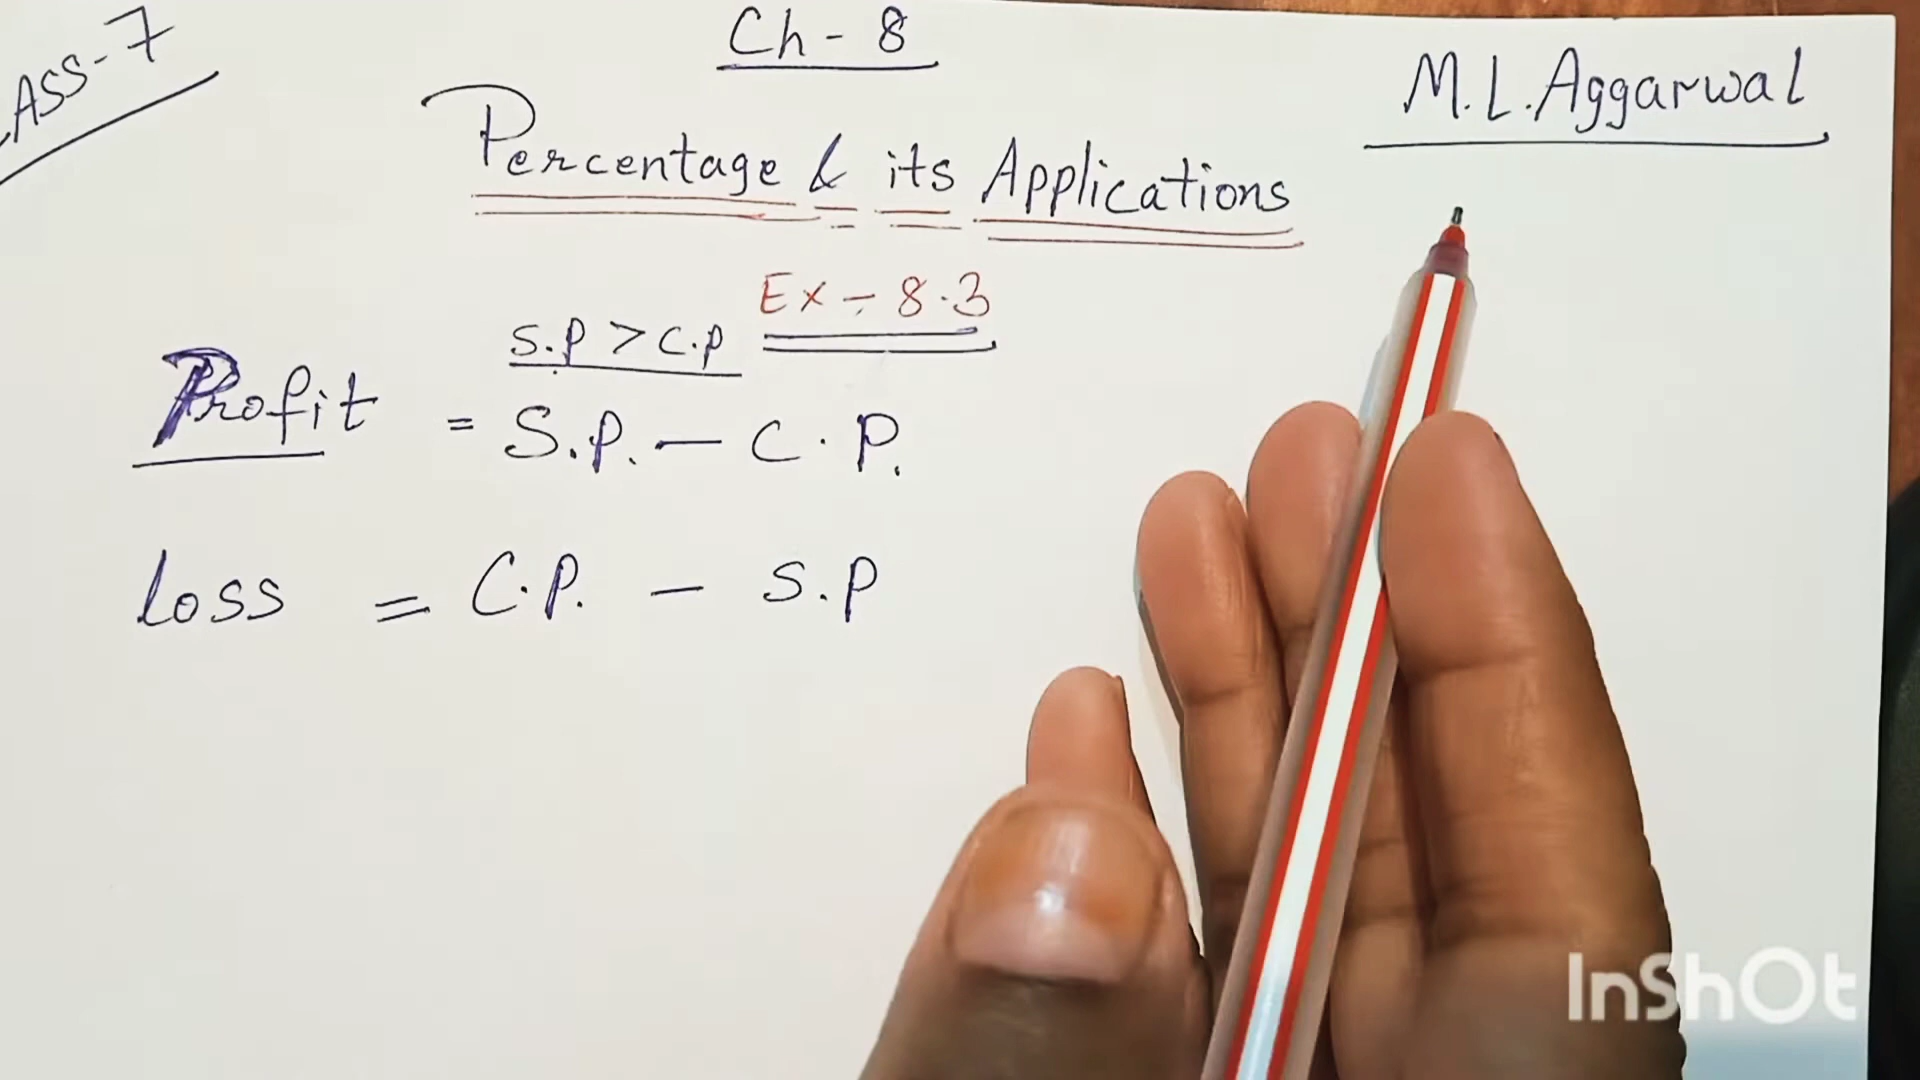 ASS-7
Ch - 8
M.L.Aggarwal
Percentage & its Applications
Ex - 8.3
S.P > C.P
Profit = S.P. - C.P.
Loss = C.P. - S.P
InShOt